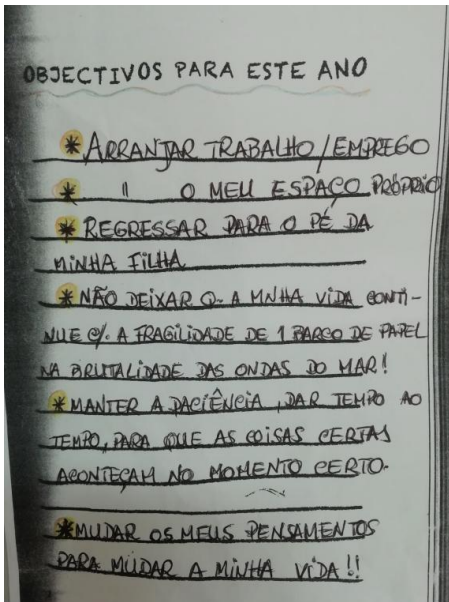 OBJECTIVOS PARA ESTE ANO
* ARRANJAR TRABALHO/EMPREGO
* " O MEU ESPAÇO PRÓPRIO
* REGRESSAR PARA O PÉ DA
MINHA FILHA
* NÃO DEIXAR Q. A MNHA VIDA CONTI-
NUE C/. A FRAGILIDADE DE 1 BARCO DE PAPEL
NA BRUTALIDADE DAS ONDAS DO MAR!
* MANTER A PACIÊNCIA, DAR TEMPO AO
TEMPO, PARA QUE AS COISAS CERTAS
ACONTEÇAM NO MOMENTO CERTO.
* MUDAR OS MEUS PENSAMENTOS
PARA MUDAR A MINHA VIDA!!